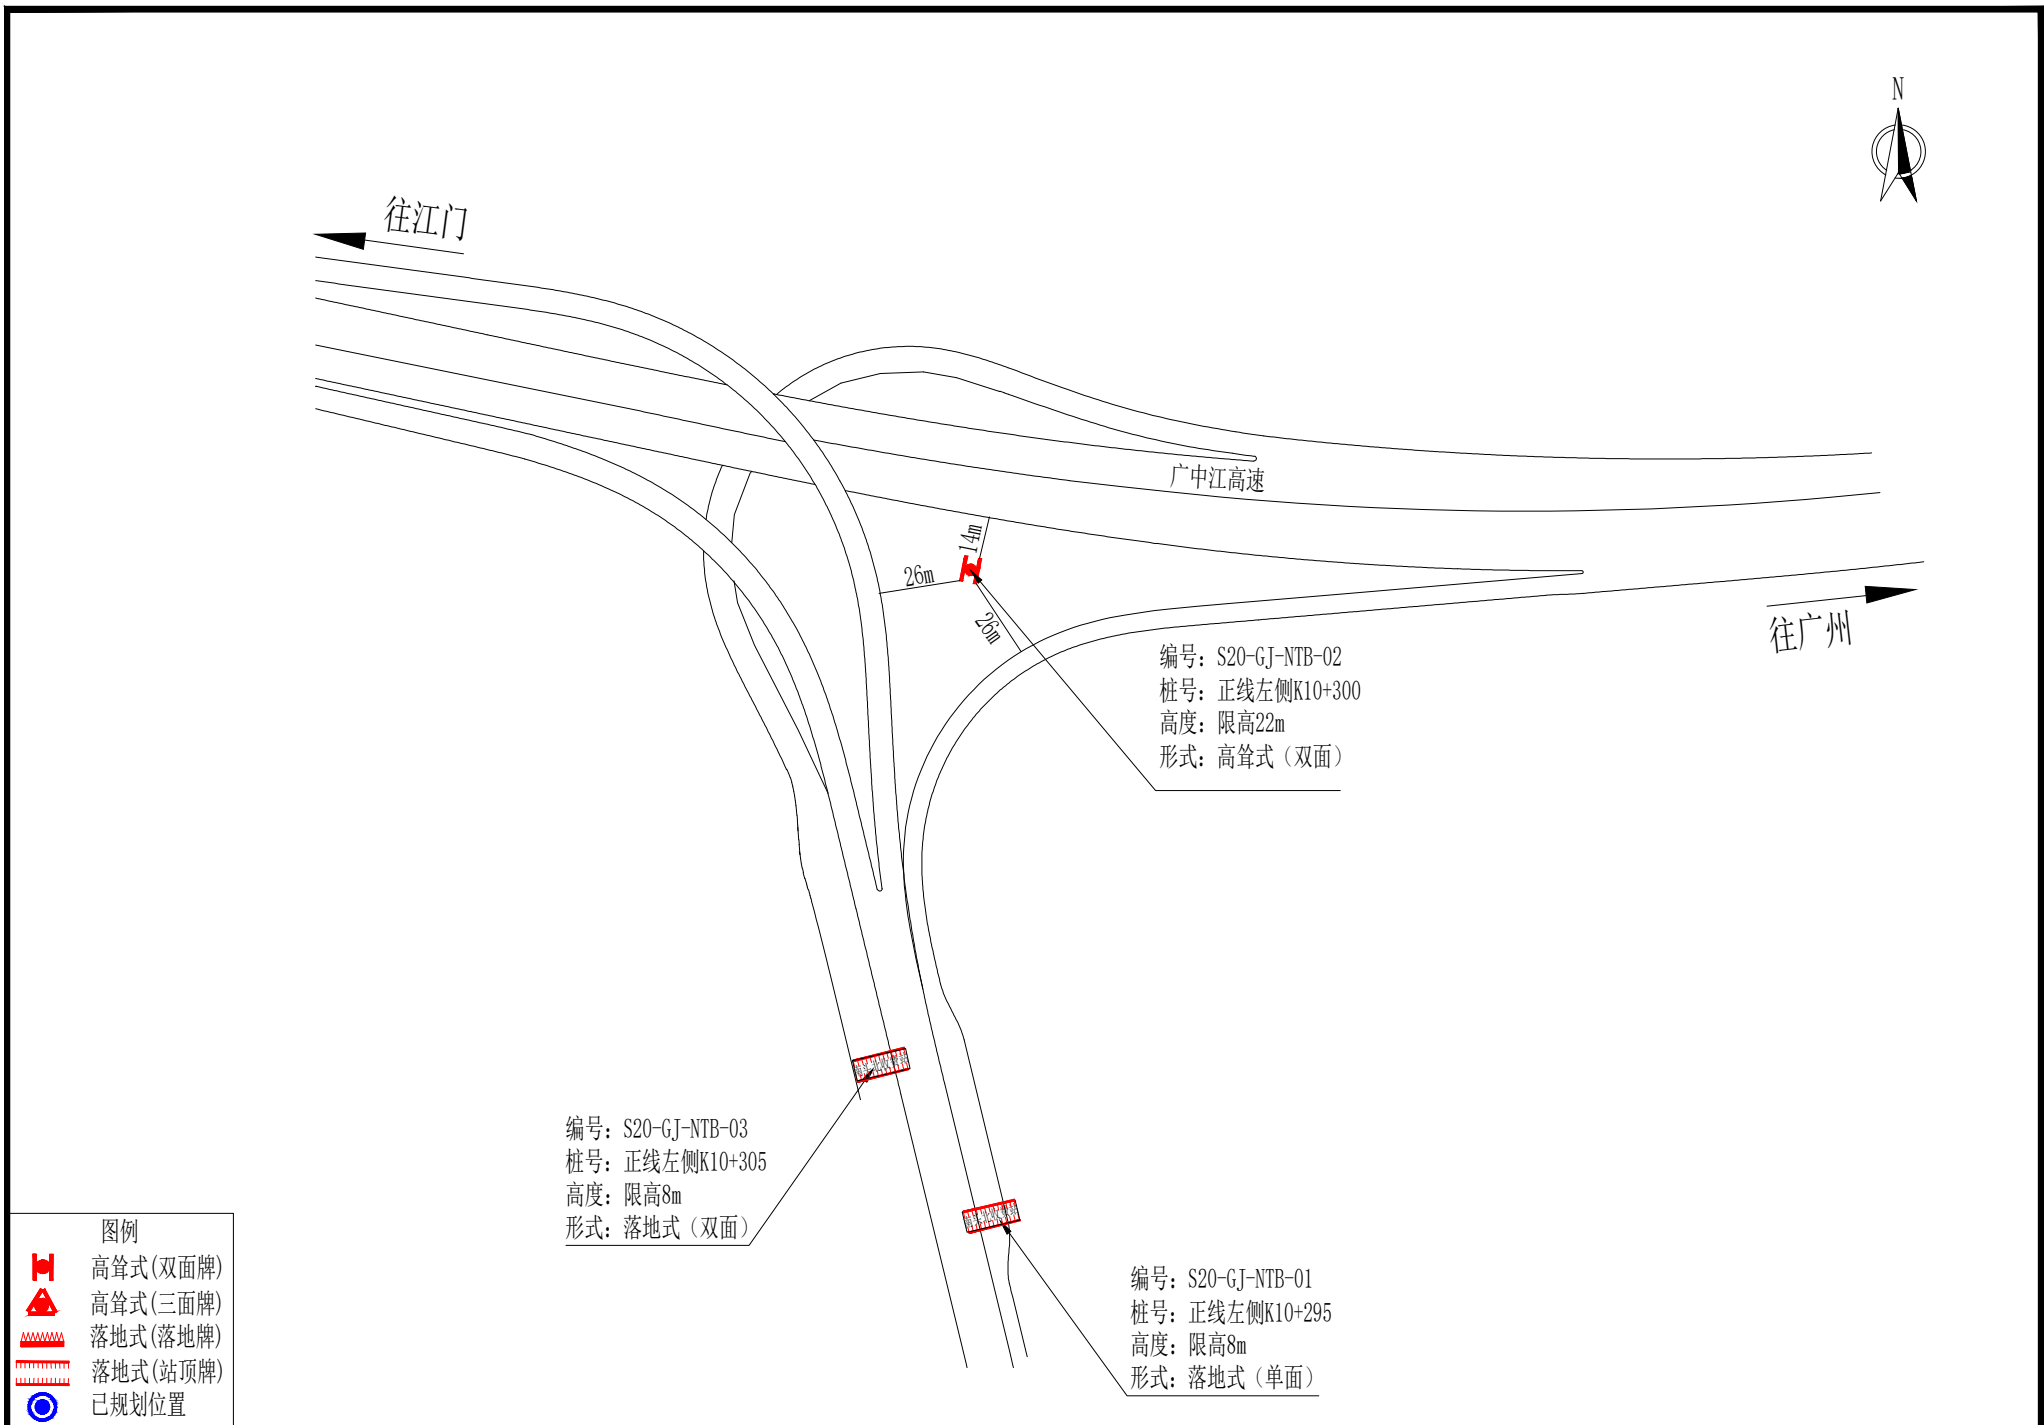 N
往江门
广中江高速
14m
26m
26m
往广州
编号：S20-GJ-NTB-02
桩号：正线左侧K10+300
高度：限高22m
形式：高耸式（双面）
编号：S20-GJ-NTB-03
桩号：正线左侧K10+305
高度：限高8m
形式：落地式（双面）
编号：S20-GJ-NTB-01
桩号：正线左侧K10+295
高度：限高8m
形式：落地式（单面）
图例
高耸式(双面牌)
高耸式(三面牌)
落地式(落地牌)
落地式(站顶牌)
已规划位置